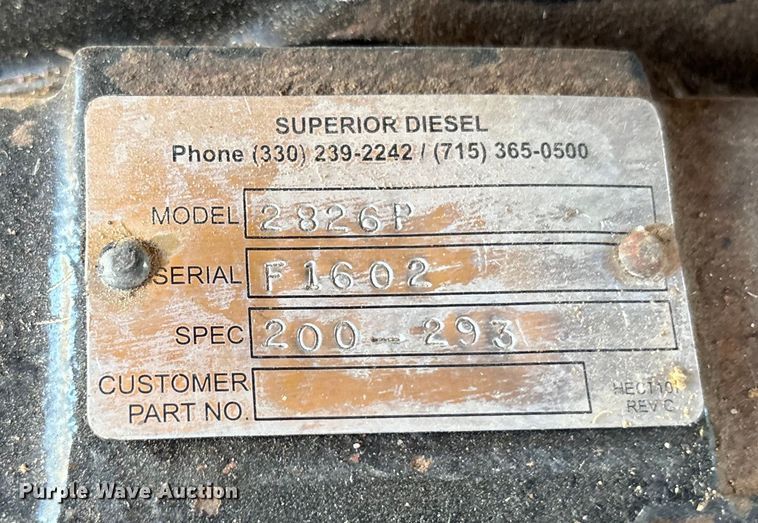 SUPERIOR DIESEL
Phone (330) 239-2242 / (715) 365-0500
MODEL 2826P
SERIAL F1602
SPEC 200-293
CUSTOMER
PART NO.
REV C
Purple Wave Auction